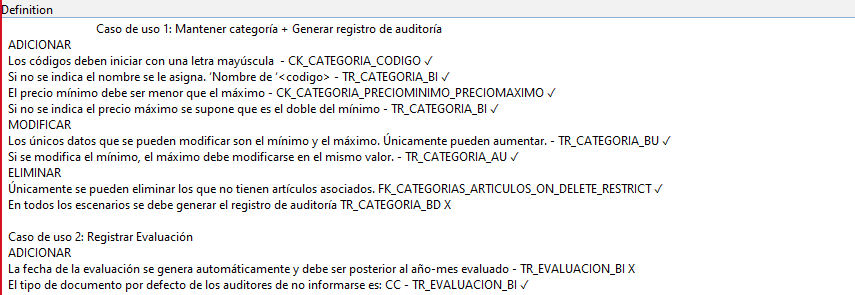 Definition
Caso de uso 1: Mantener categoría + Generar registro de auditoría
ADICIONAR
Los códigos deben iniciar con una letra mayúscula - CK_CATEGORIA_CODIGO ✓
Si no se indica el nombre se le asigna. ‘Nombre de ‘<codigo> - TR_CATEGORIA_BI ✓
El precio mínimo debe ser menor que el máximo - CK_CATEGORIA_PRECIOMINIMO_PRECIOMAXIMO ✓
Si no se indica el precio máximo se supone que es el doble del mínimo - TR_CATEGORIA_BI ✓
MODIFICAR
Los únicos datos que se pueden modificar son el mínimo y el máximo. Únicamente pueden aumentar. - TR_CATEGORIA_BU ✓
Si se modifica el mínimo, el máximo debe modificarse en el mismo valor. - TR_CATEGORIA_AU ✓
ELIMINAR
Únicamente se pueden eliminar los que no tienen artículos asociados. FK_CATEGORIAS_ARTICULOS_ON_DELETE_RESTRICT ✓
En todos los escenarios se debe generar el registro de auditoría TR_CATEGORIA_BD X
Caso de uso 2: Registrar Evaluación
ADICIONAR
La fecha de la evaluación se genera automáticamente y debe ser posterior al año-mes evaluado - TR_EVALUACION_BI X
El tipo de documento por defecto de los auditores de no informarse es: CC - TR_EVALUACION_BI ✓